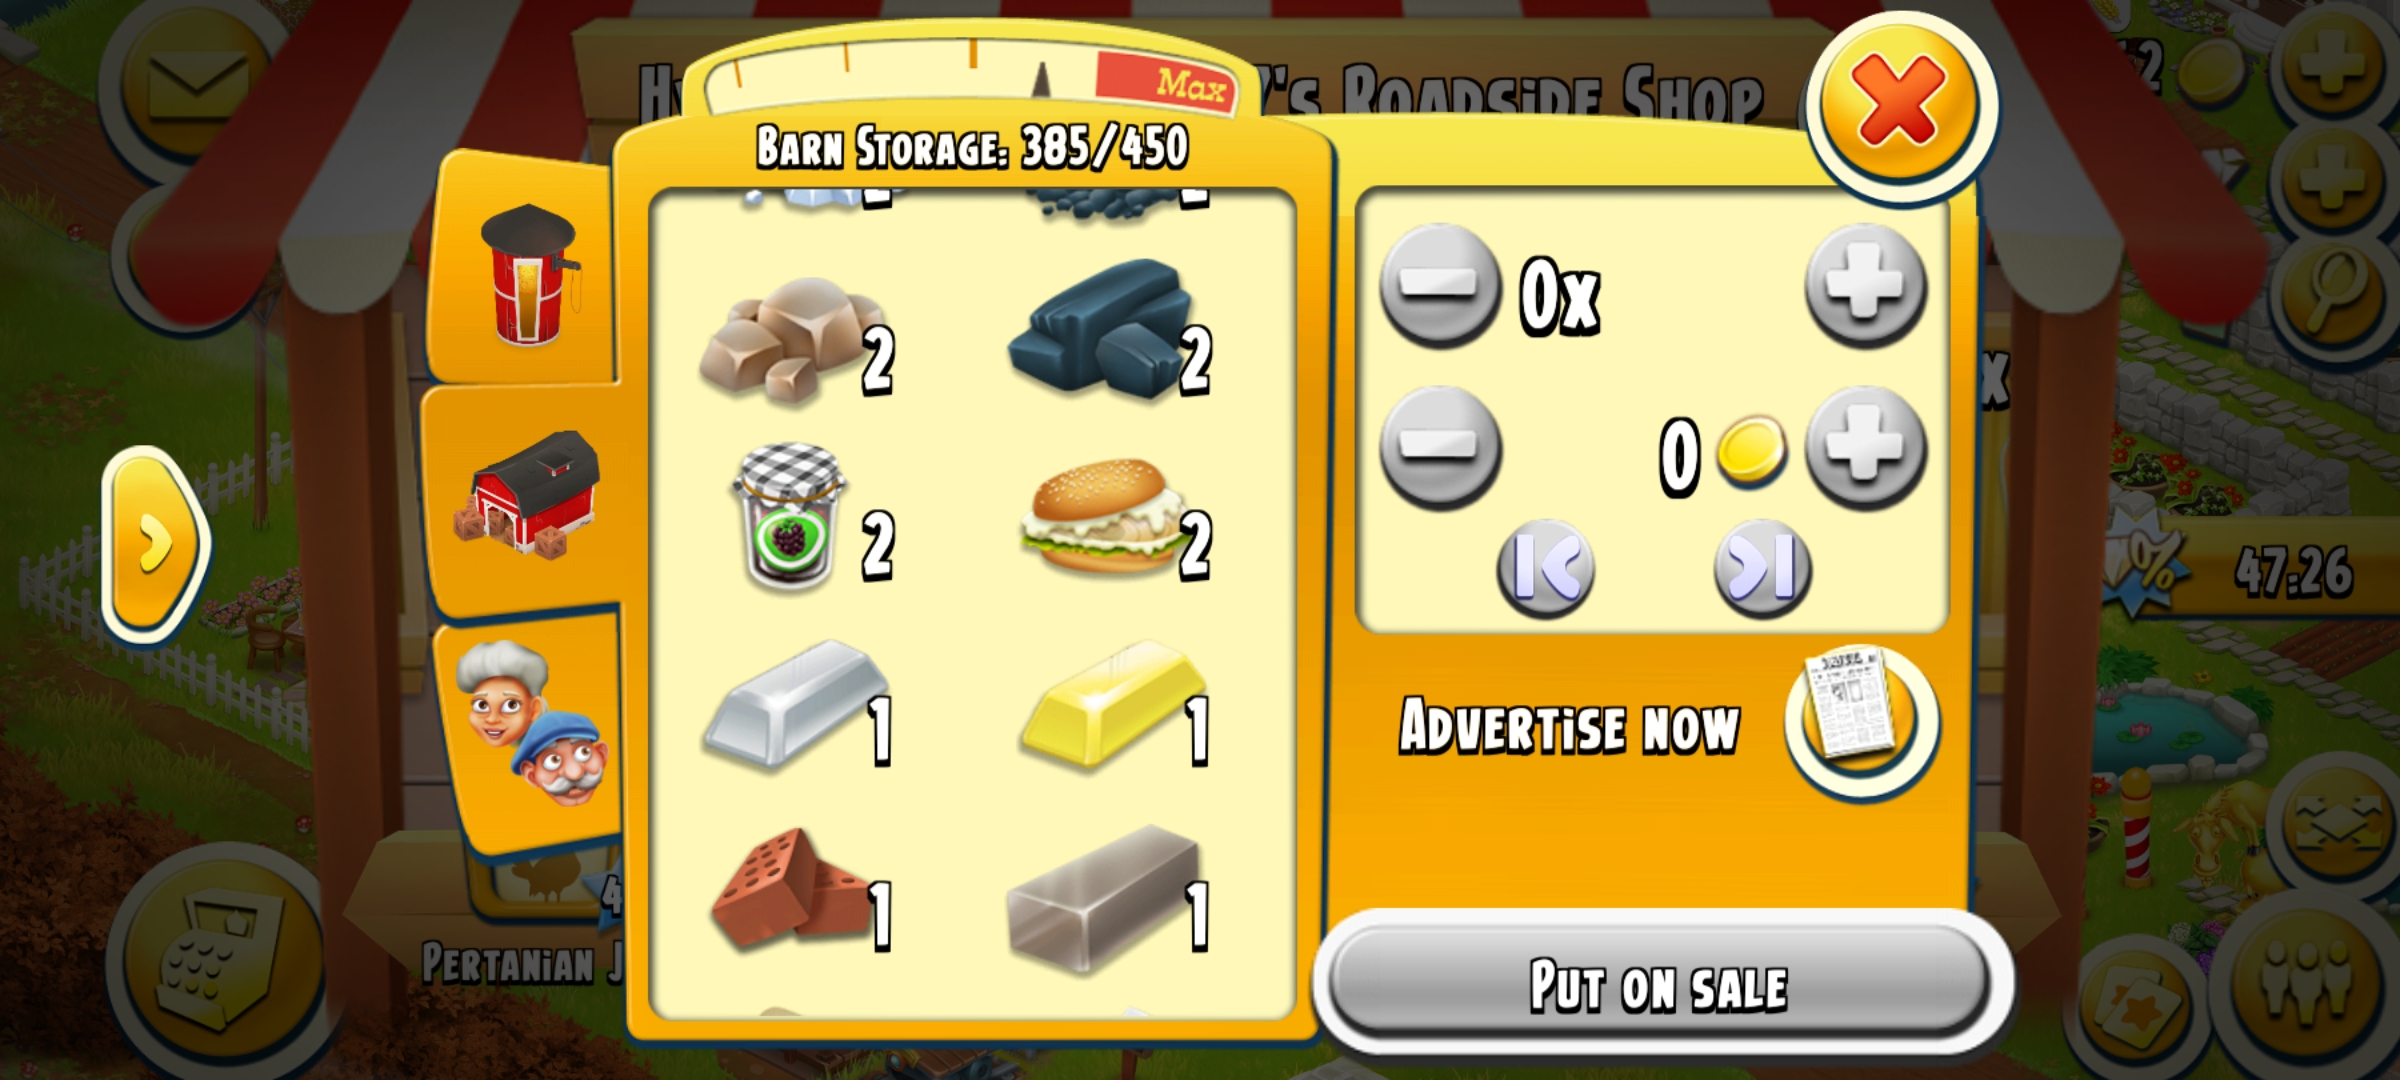 'S ROADSIDE SHOP
Max
BARN STORAGE: 385/450
2
2
2
2
1
1
1
1
0x
0
ADVERTISE NOW
PUT ON SALE
47:26
PERTANIAN J